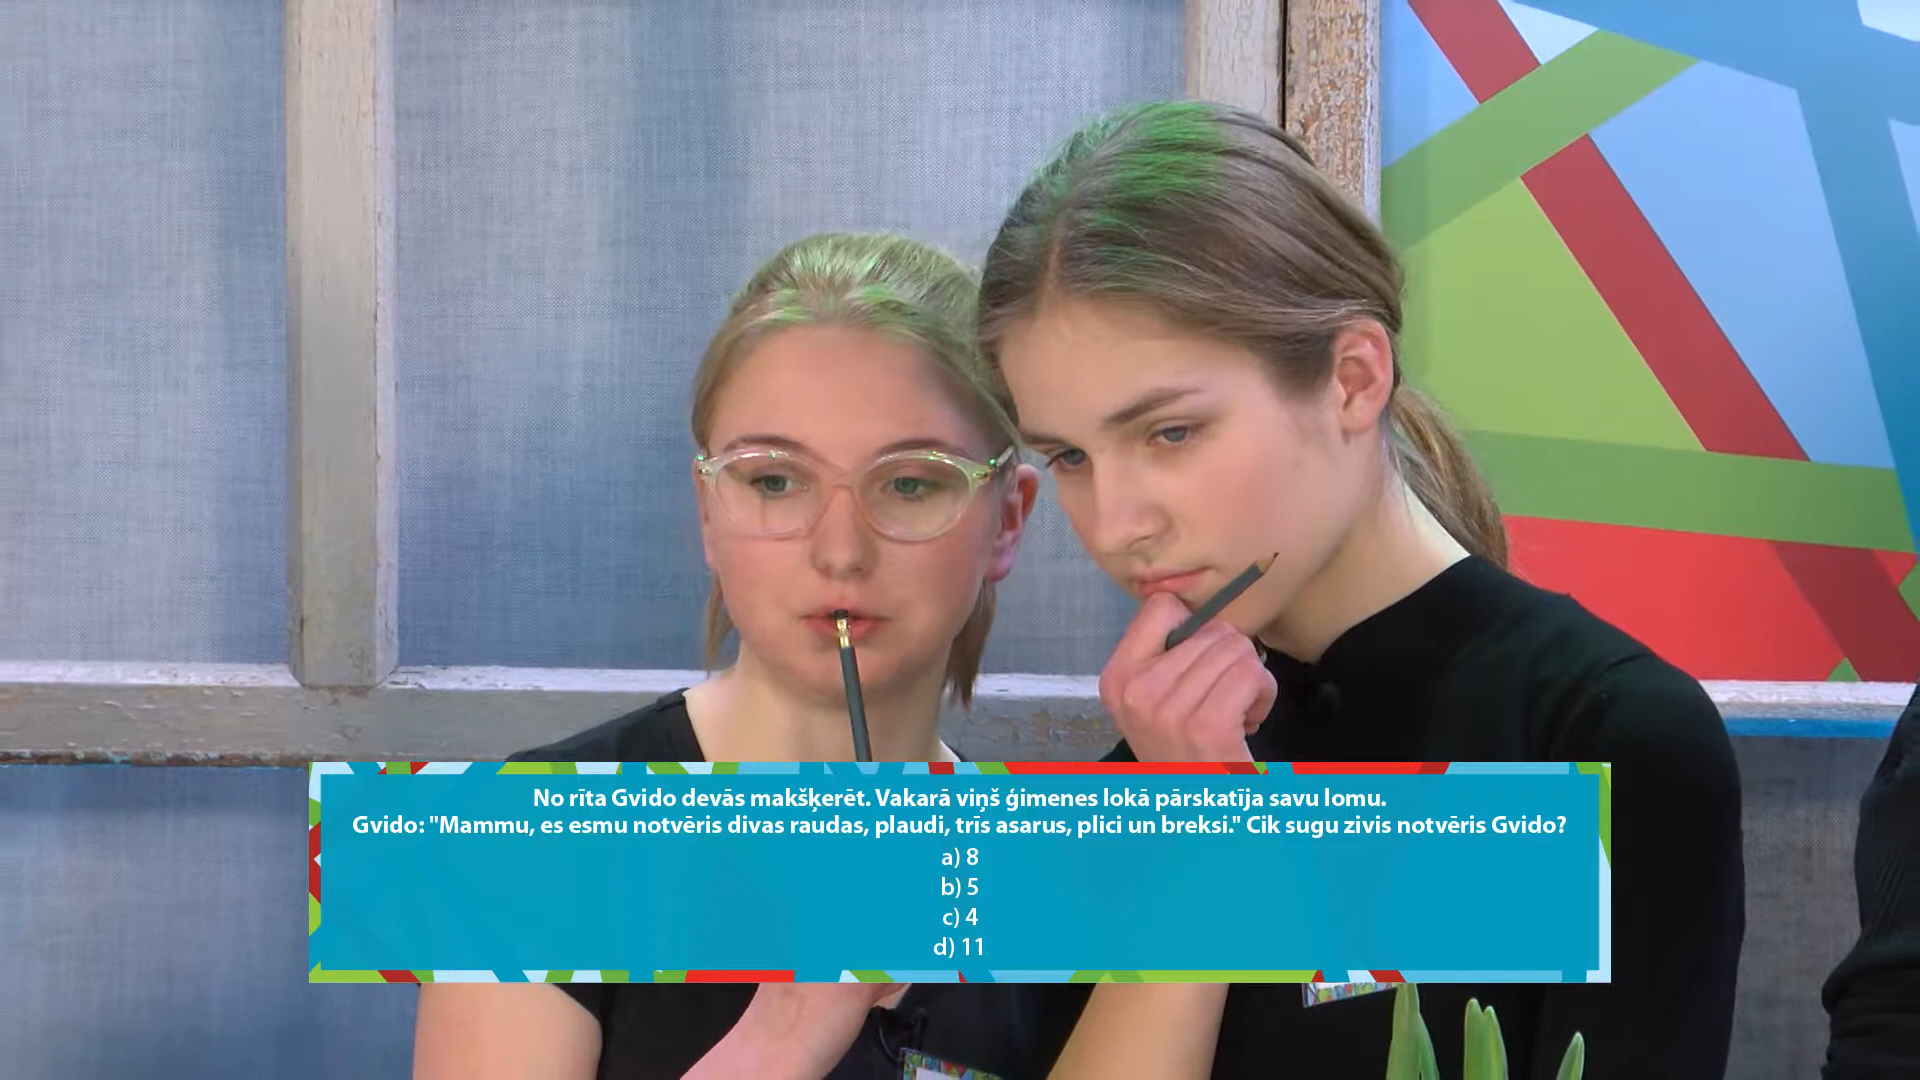 No rīta Gvido devās makšķerēt. Vakarā viņš ģimenes lokā pārskatīja savu lomu.
Gvido: "Mammu, es esmu notvēris divas raudas, plaudi, trīs asarus, plici un breksi." Cik sugu zivis notvēris Gvido?
a) 8
b) 5
c) 4
d) 11